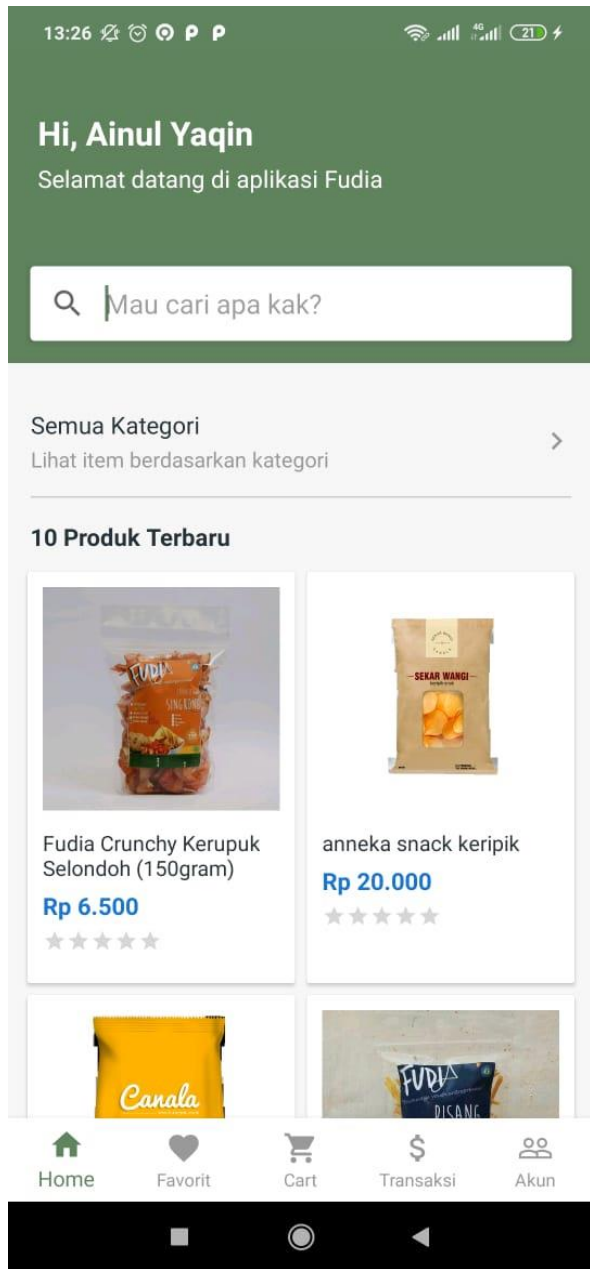 13:26
4G
21
Hi, Ainul Yaqin
Selamat datang di aplikasi Fudia
Mau cari apa kak?
Semua Kategori
Lihat item berdasarkan kategori
10 Produk Terbaru
FUDIA
SINGKONG
SEKAR WANGI
Fudia Crunchy Kerupuk
Selondoh (150gram)
Rp 6.500
anneka snack keripik
Rp 20.000
Canala
FUDIA
PISANG
Home
Favorit
Cart
Transaksi
Akun